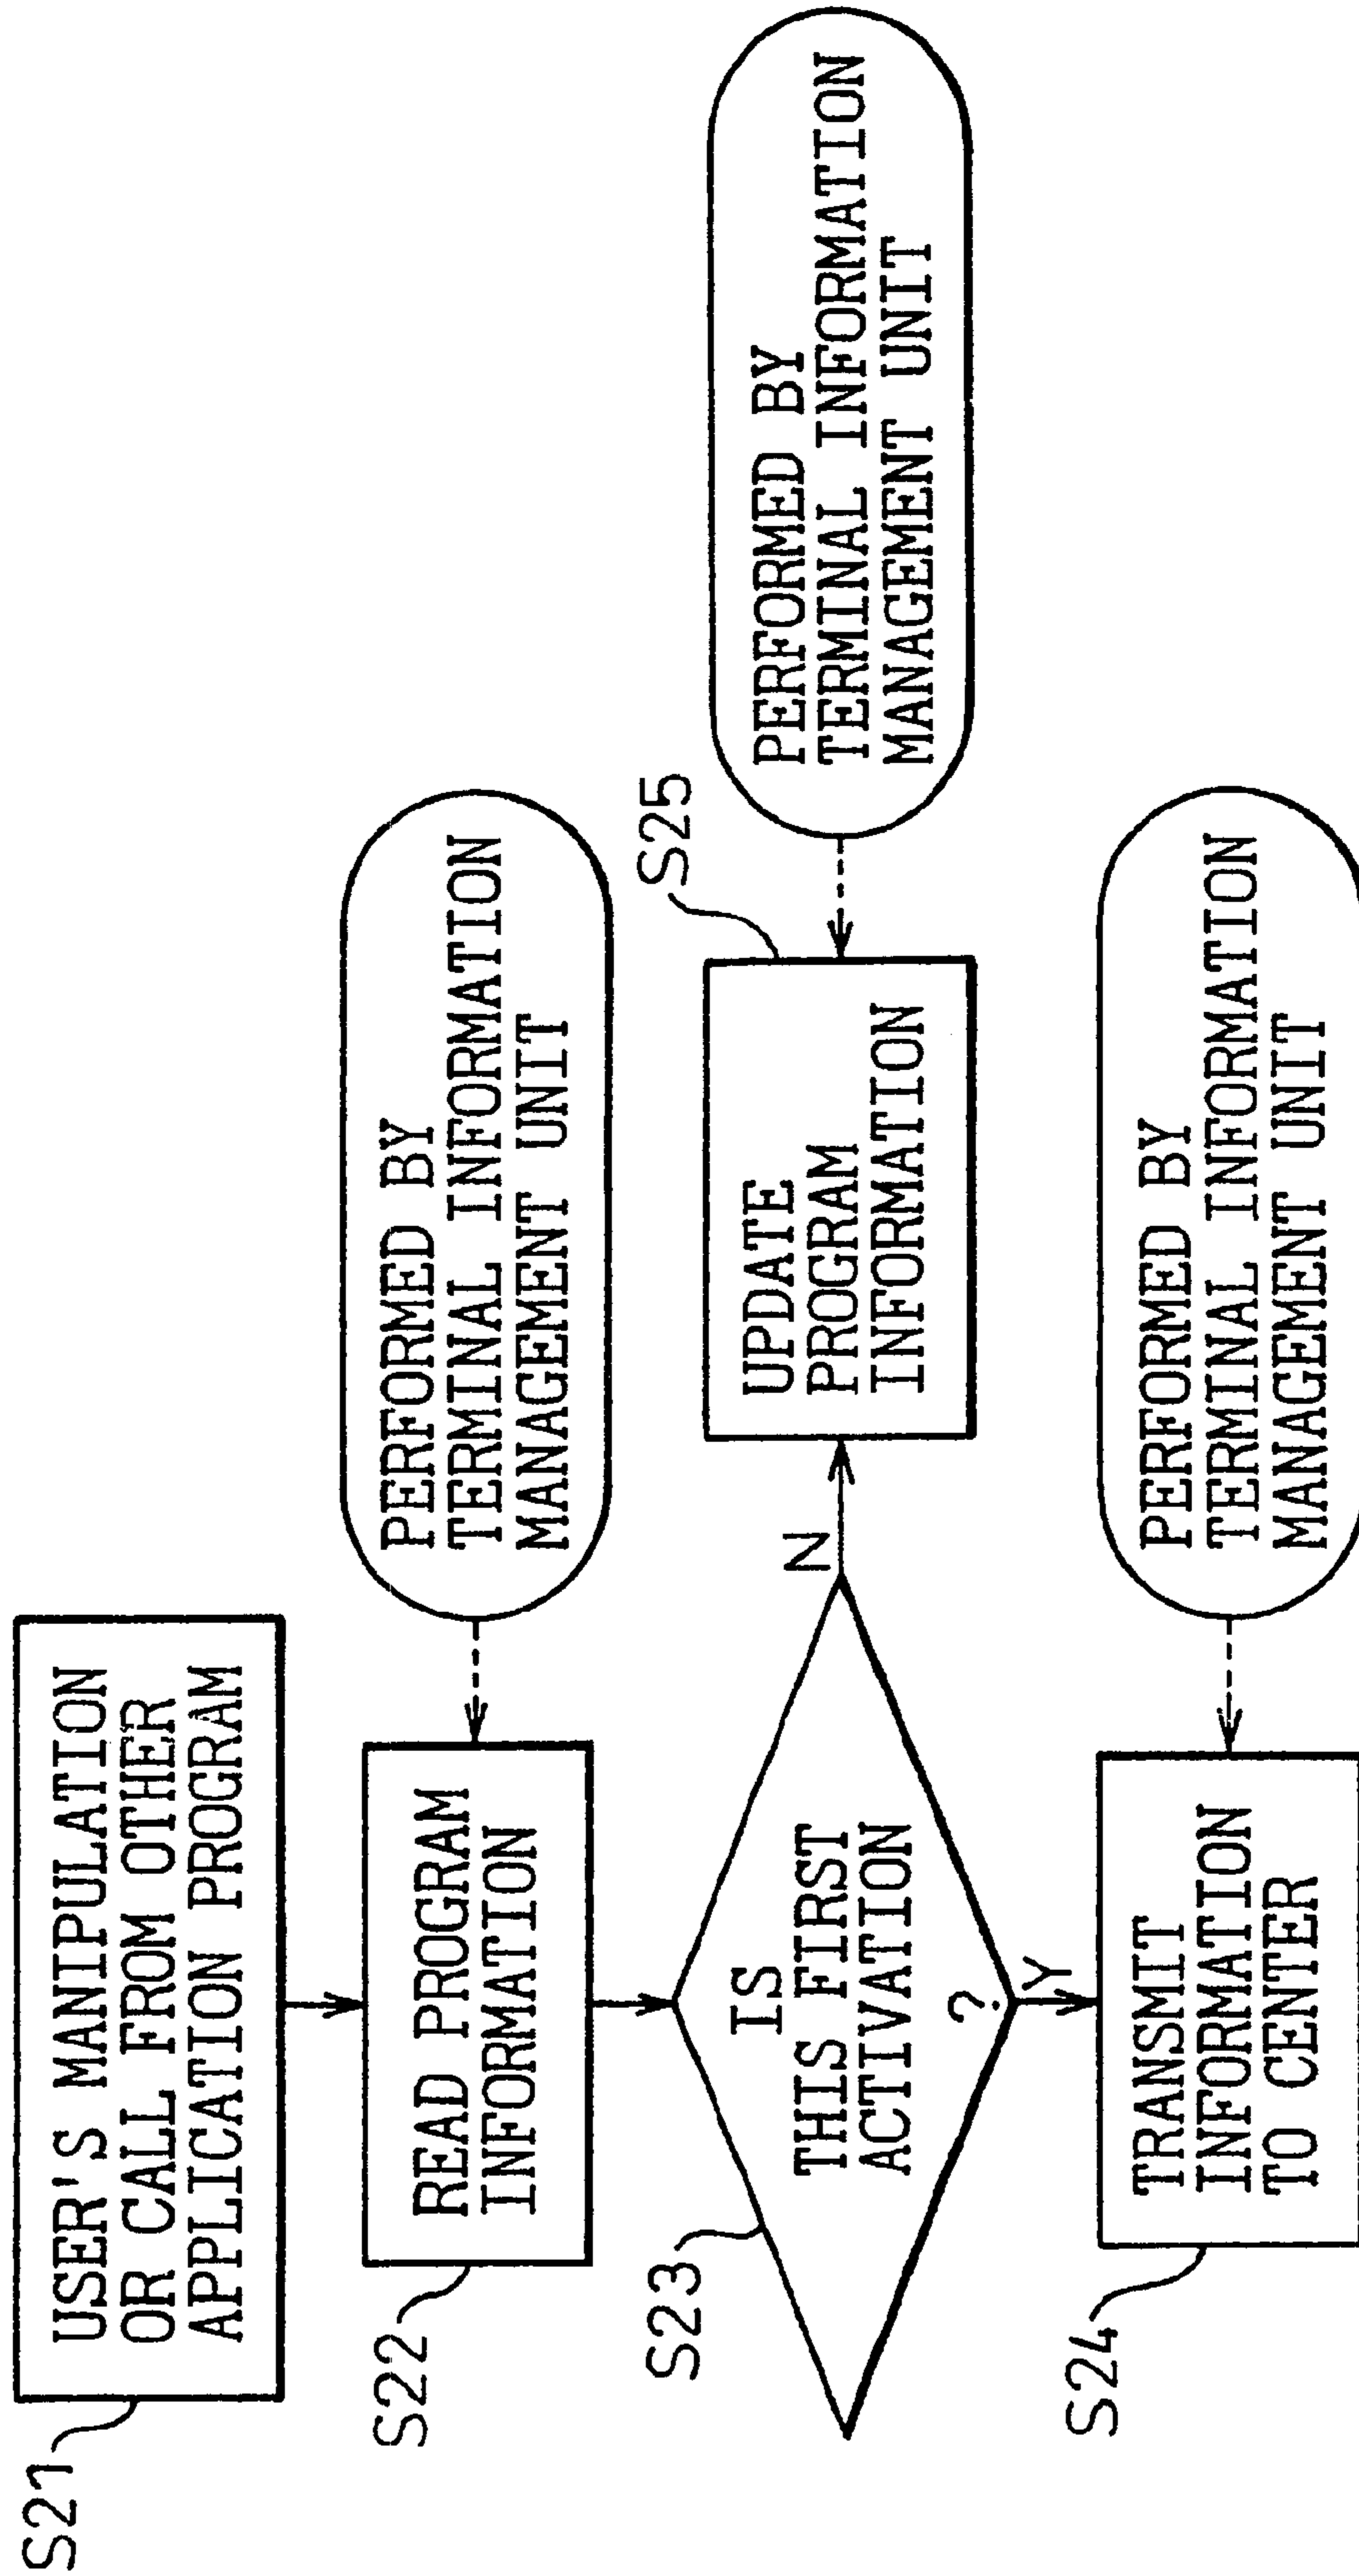 S21
USER'S MANIPULATION
OR CALL FROM OTHER
APPLICATION PROGRAM
S22
READ PROGRAM
INFORMATION
PERFORMED BY
TERMINAL INFORMATION
MANAGEMENT UNIT
S23
IS
THIS FIRST
ACTIVATION
?
N
Y
S25
UPDATE
PROGRAM
INFORMATION
PERFORMED BY
TERMINAL INFORMATION
MANAGEMENT UNIT
S24
TRANSMIT
INFORMATION
TO CENTER
PERFORMED BY
TERMINAL INFORMATION
MANAGEMENT UNIT